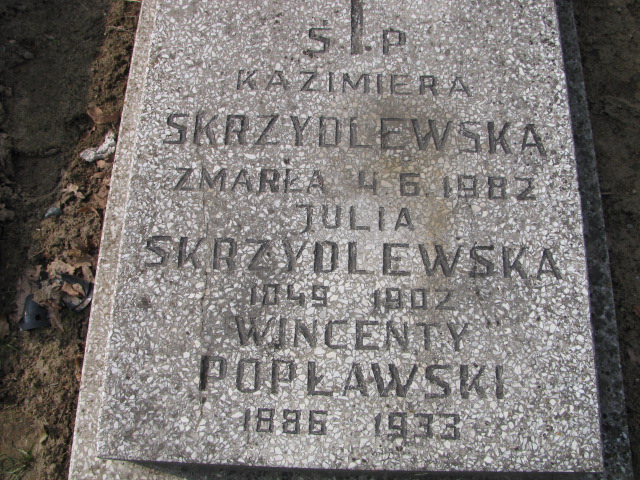 Ś P
KAZIMIERA
SKRZYDLEWSKA
ZMARŁA 4.6.1982
JULIA
SKRZYDLEWSKA
1849 1802
WINCENTY
POPŁAWSKI
1886 1933